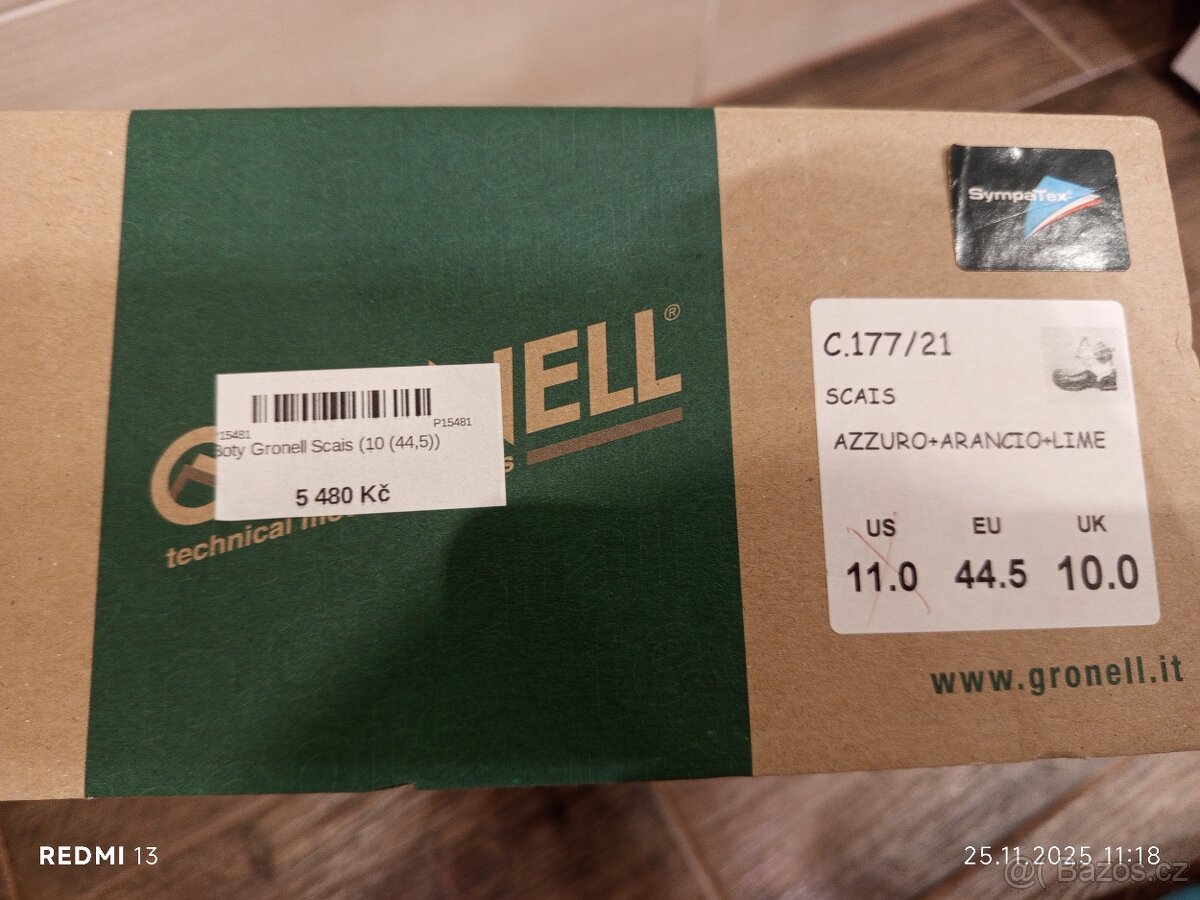 SympaTex®
NELL®
P15481
Boty Gronell Scais (10 (44,5))
5 480 Kč
technical
C.177/21
SCAIS
AZZURO+ARANCIO+LIME
US EU UK
11.0 44.5 10.0
www.gronell.it
REDMI 13
25.11.2025 11:18
@( Bazoš.cz